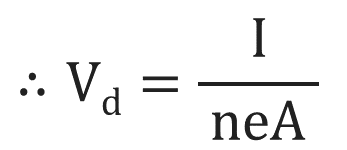 ∴ V_d = I / neA